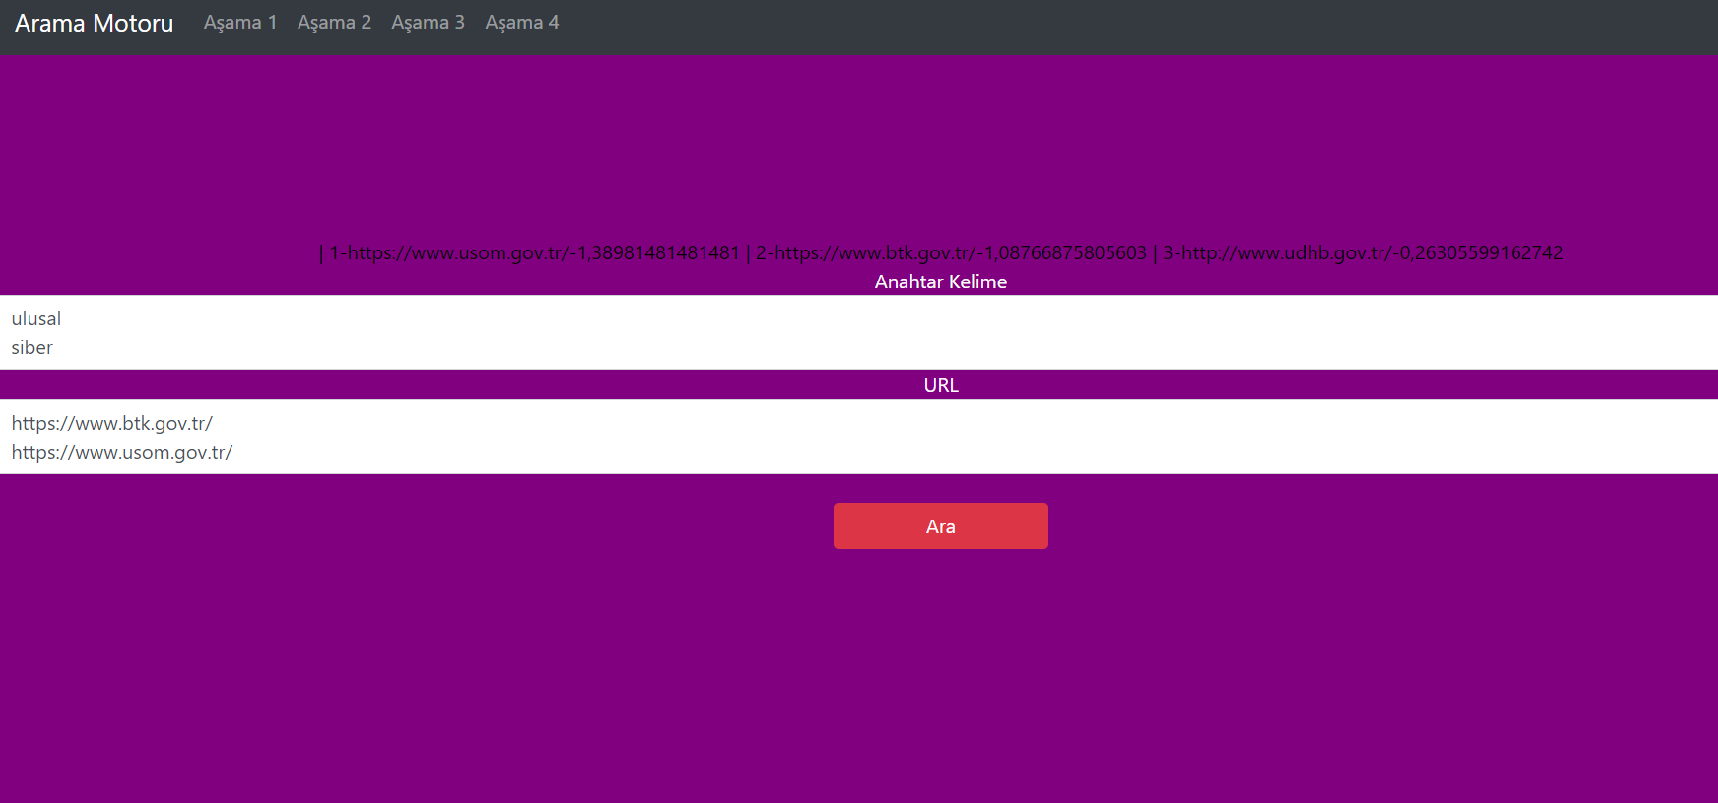 Arama Motoru Aşama 1 Aşama 2 Aşama 3 Aşama 4
| 1-https://www.usom.gov.tr/-1,38981481481481 | 2-https://www.btk.gov.tr/-1,08766875805603 | 3-http://www.udhb.gov.tr/-0,26305599162742
Anahtar Kelime
ulusal
siber
URL
https://www.btk.gov.tr/
https://www.usom.gov.tr/
Ara